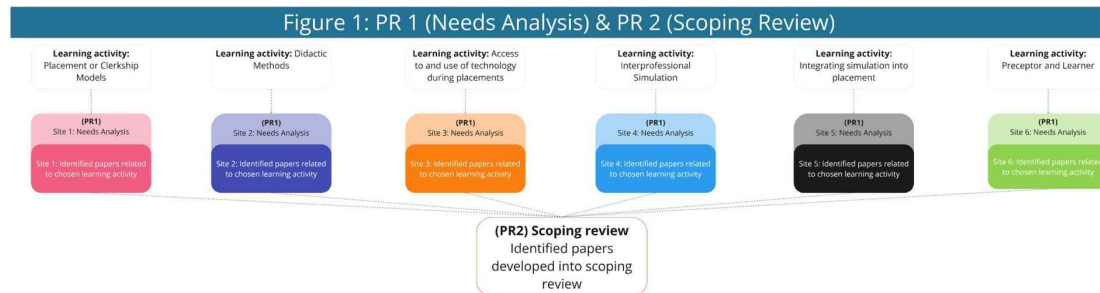 Figure 1: PR 1 (Needs Analysis) & PR 2 (Scoping Review)
Learning activity:
Placement or Clerkship
Models
Learning activity: Didactic
Methods
Learning activity: Access
to and use of technology
during placements
Learning activity:
Interprofessional
Simulation
Learning activity:
Integrating simulation into
placement
Learning activity:
Preceptor and Learner
(PR1)
Site 1: Needs Analysis
(PR1)
Site 2: Needs Analysis
(PR1)
Site 3: Needs Analysis
(PR1)
Site 4: Needs Analysis
(PR1)
Site 5: Needs Analysis
(PR1)
Site 6: Needs Analysis
Site 1: Identified papers related
to chosen learning activity
Site 2: Identified papers related
to chosen learning activity
Site 3: Identified papers related
to chosen learning activity
Site 4: Identified papers related
to chosen learning activity
Site 5: Identified papers related
to chosen learning activity
Site 6: Identified papers related
to chosen learning activity
(PR2) Scoping review
Identified papers
developed into scoping
review